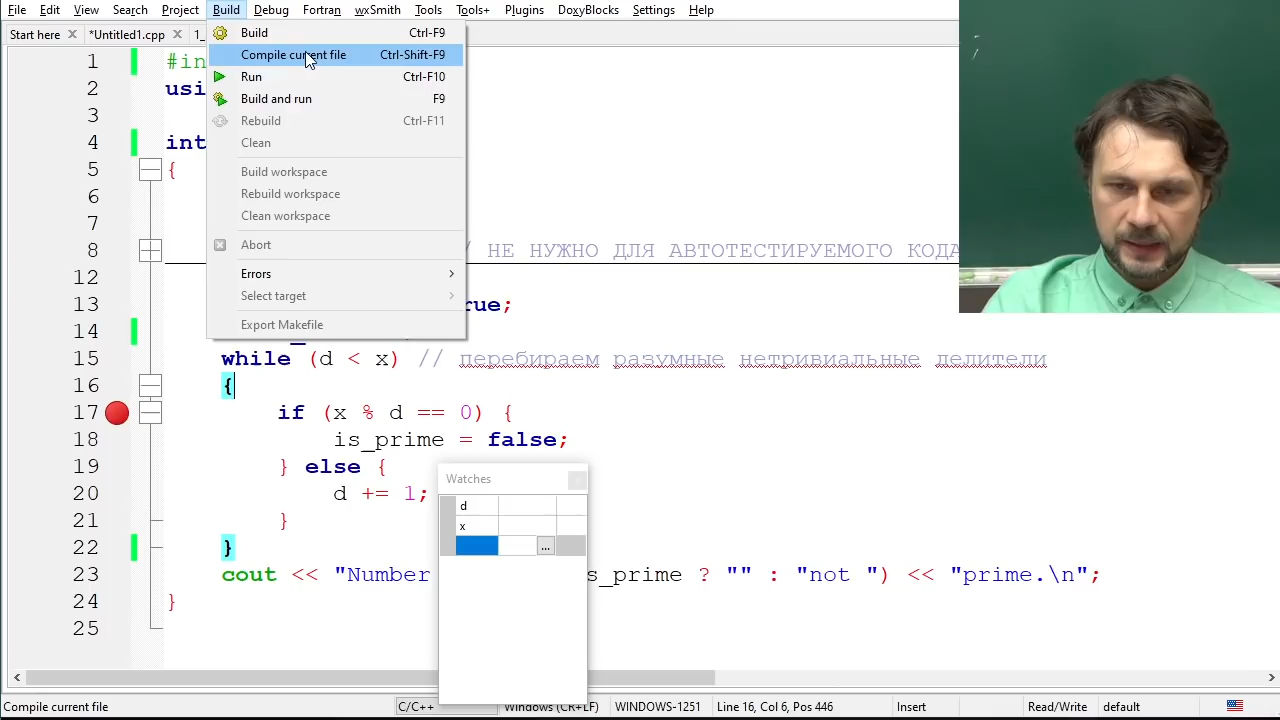 File Edit View Search Project Build Debug Fortran wxSmith Tools Tools+ Plugins DoxyBlocks Settings Help
Start here *Untitled1.cpp 1_
Build Ctrl-F9
Compile current file Ctrl-Shift-F9
Run Ctrl-F10
Build and run F9
Rebuild Ctrl-F11
Clean
Build workspace
Rebuild workspace
Clean workspace
Abort
Errors
Select target
Export Makefile
1 #in
2 usi
3
4 int
5 {
6
7
8 / НЕ НУЖНО ДЛЯ АВТОТЕСТИРУЕМОГО КОДА
12
13 rue;
14
15 while (d < x) // перебираем разумные нетривиальные делители
16 {
17 if (x % d == 0) {
18 is_prime = false;
19 } else {
20 d += 1;
21 }
22 }
23 cout << "Number s_prime ? "" : "not ") << "prime.\n";
24 }
25
Watches
d
x
...
Compile current file C/C++ Windows (CR+LF) WINDOWS-1251 Line 16, Col 6, Pos 446 Insert Read/Write default